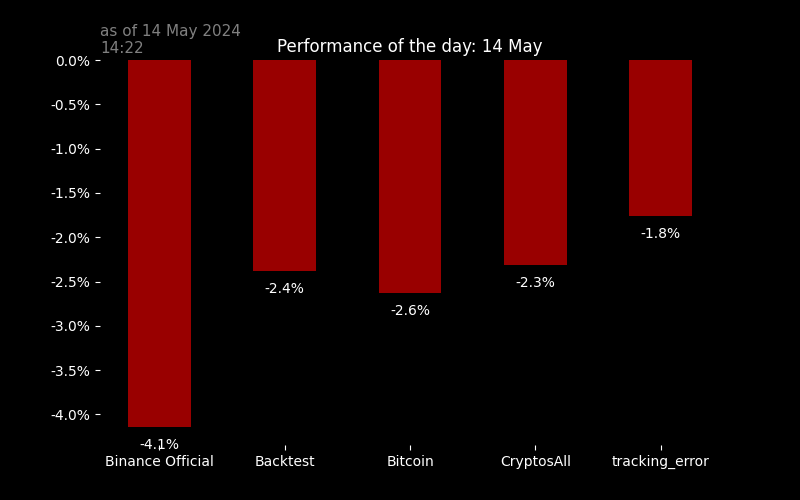 as of 14 May 2024
14:22
Performance of the day: 14 May
0.0%
-0.5%
-1.0%
-1.5%
-2.0%
-2.5%
-3.0%
-3.5%
-4.0%
-4.1%
-2.4%
-2.6%
-2.3%
-1.8%
Binance Official
Backtest
Bitcoin
CryptosAll
tracking_error